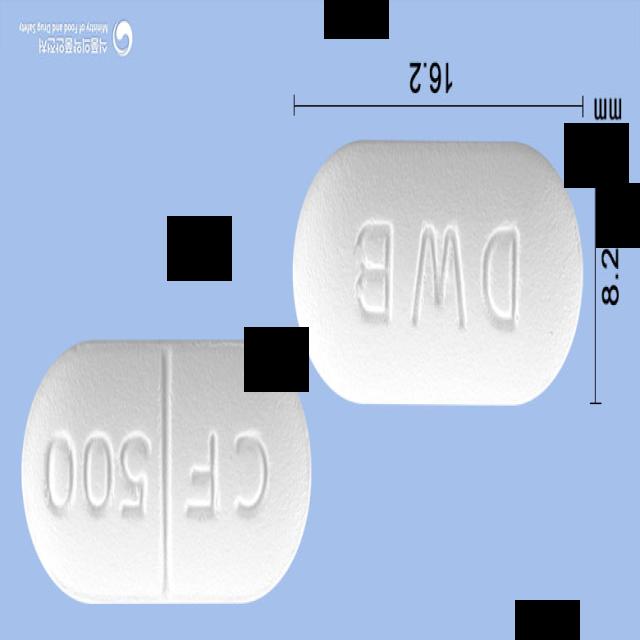 CF 500
DWB
8.2
mm
16.2
식품의약품안전처
Ministry of Food and Drug Safety